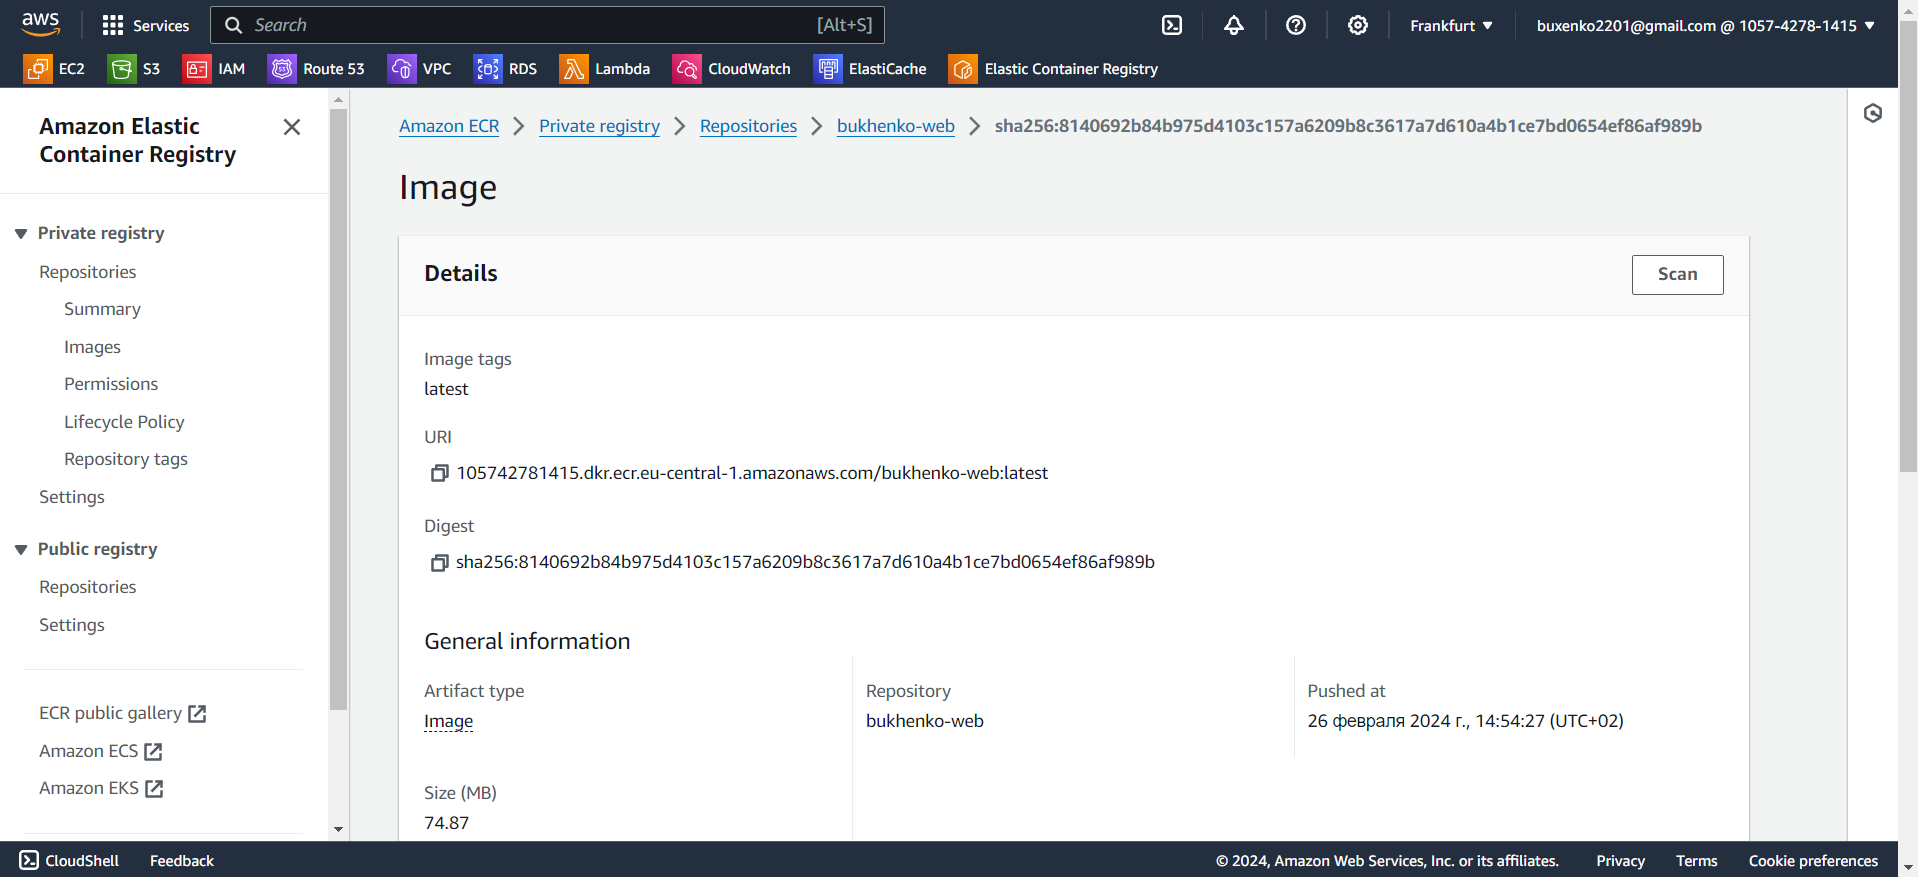 aws
Services
Search
[Alt+S]
Frankfurt
buxenko2201@gmail.com @ 1057-4278-1415
EC2
S3
IAM
Route 53
VPC
RDS
Lambda
CloudWatch
ElastiCache
Elastic Container Registry
Amazon Elastic
Container Registry
Private registry
Repositories
Summary
Images
Permissions
Lifecycle Policy
Repository tags
Settings
Public registry
Repositories
Settings
ECR public gallery
Amazon ECS
Amazon EKS
Amazon ECR
Private registry
Repositories
bukhenko-web
sha256:8140692b84b975d4103c157a6209b8c3617a7d610a4b1ce7bd0654ef86af989b
Image
Details
Scan
Image tags
latest
URI
105742781415.dkr.ecr.eu-central-1.amazonaws.com/bukhenko-web:latest
Digest
sha256:8140692b84b975d4103c157a6209b8c3617a7d610a4b1ce7bd0654ef86af989b
General information
Artifact type
Image
Repository
bukhenko-web
Pushed at
26 февраля 2024 г., 14:54:27 (UTC+02)
Size (MB)
74.87
CloudShell
Feedback
© 2024, Amazon Web Services, Inc. or its affiliates.
Privacy
Terms
Cookie preferences